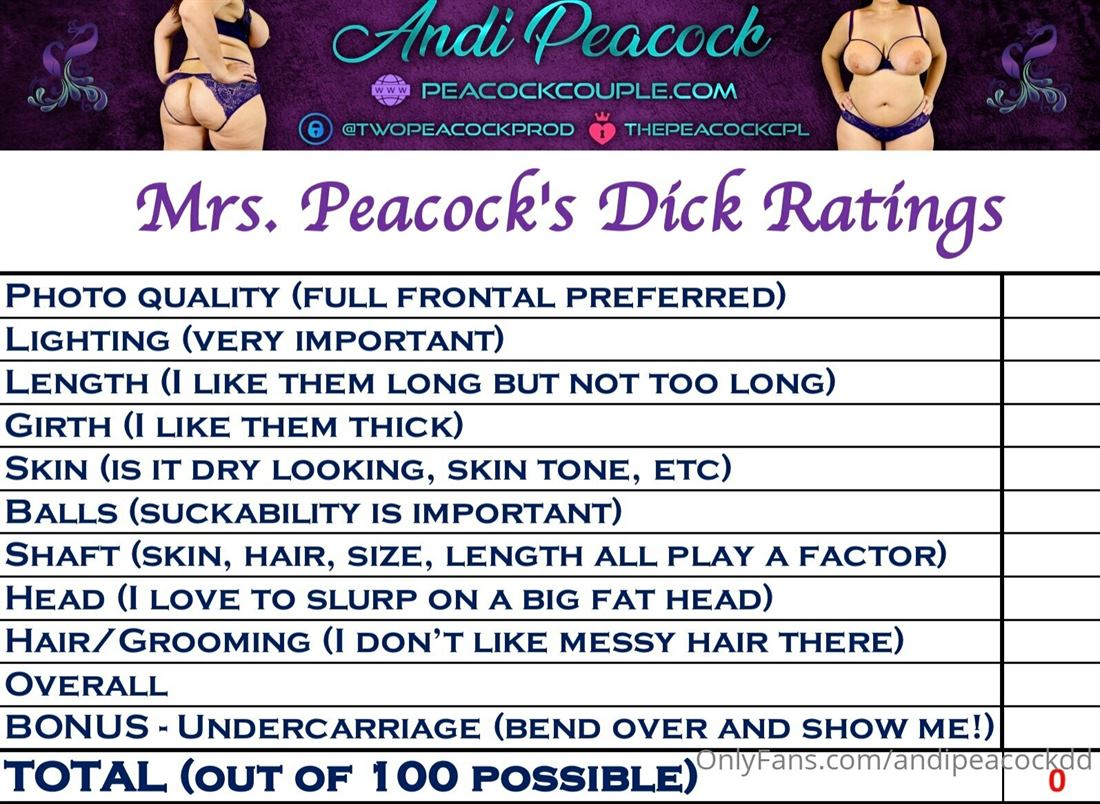 Andi Peacock
WWW PEACOCKCOUPLE.COM
@TWOPEACOCKPROD THEPEACOCKCPL
Mrs. Peacock's Dick Ratings
PHOTO QUALITY (FULL FRONTAL PREFERRED)
LIGHTING (VERY IMPORTANT)
LENGTH (I LIKE THEM LONG BUT NOT TOO LONG)
GIRTH (I LIKE THEM THICK)
SKIN (IS IT DRY LOOKING, SKIN TONE, ETC)
BALLS (SUCKABILITY IS IMPORTANT)
SHAFT (SKIN, HAIR, SIZE, LENGTH ALL PLAY A FACTOR)
HEAD (I LOVE TO SLURP ON A BIG FAT HEAD)
HAIR/GROOMING (I DON’T LIKE MESSY HAIR THERE)
OVERALL
BONUS - UNDERCARRIAGE (BEND OVER AND SHOW ME!)
OnlyFans.com/andipeacockdd
TOTAL (OUT OF 100 POSSIBLE) 0